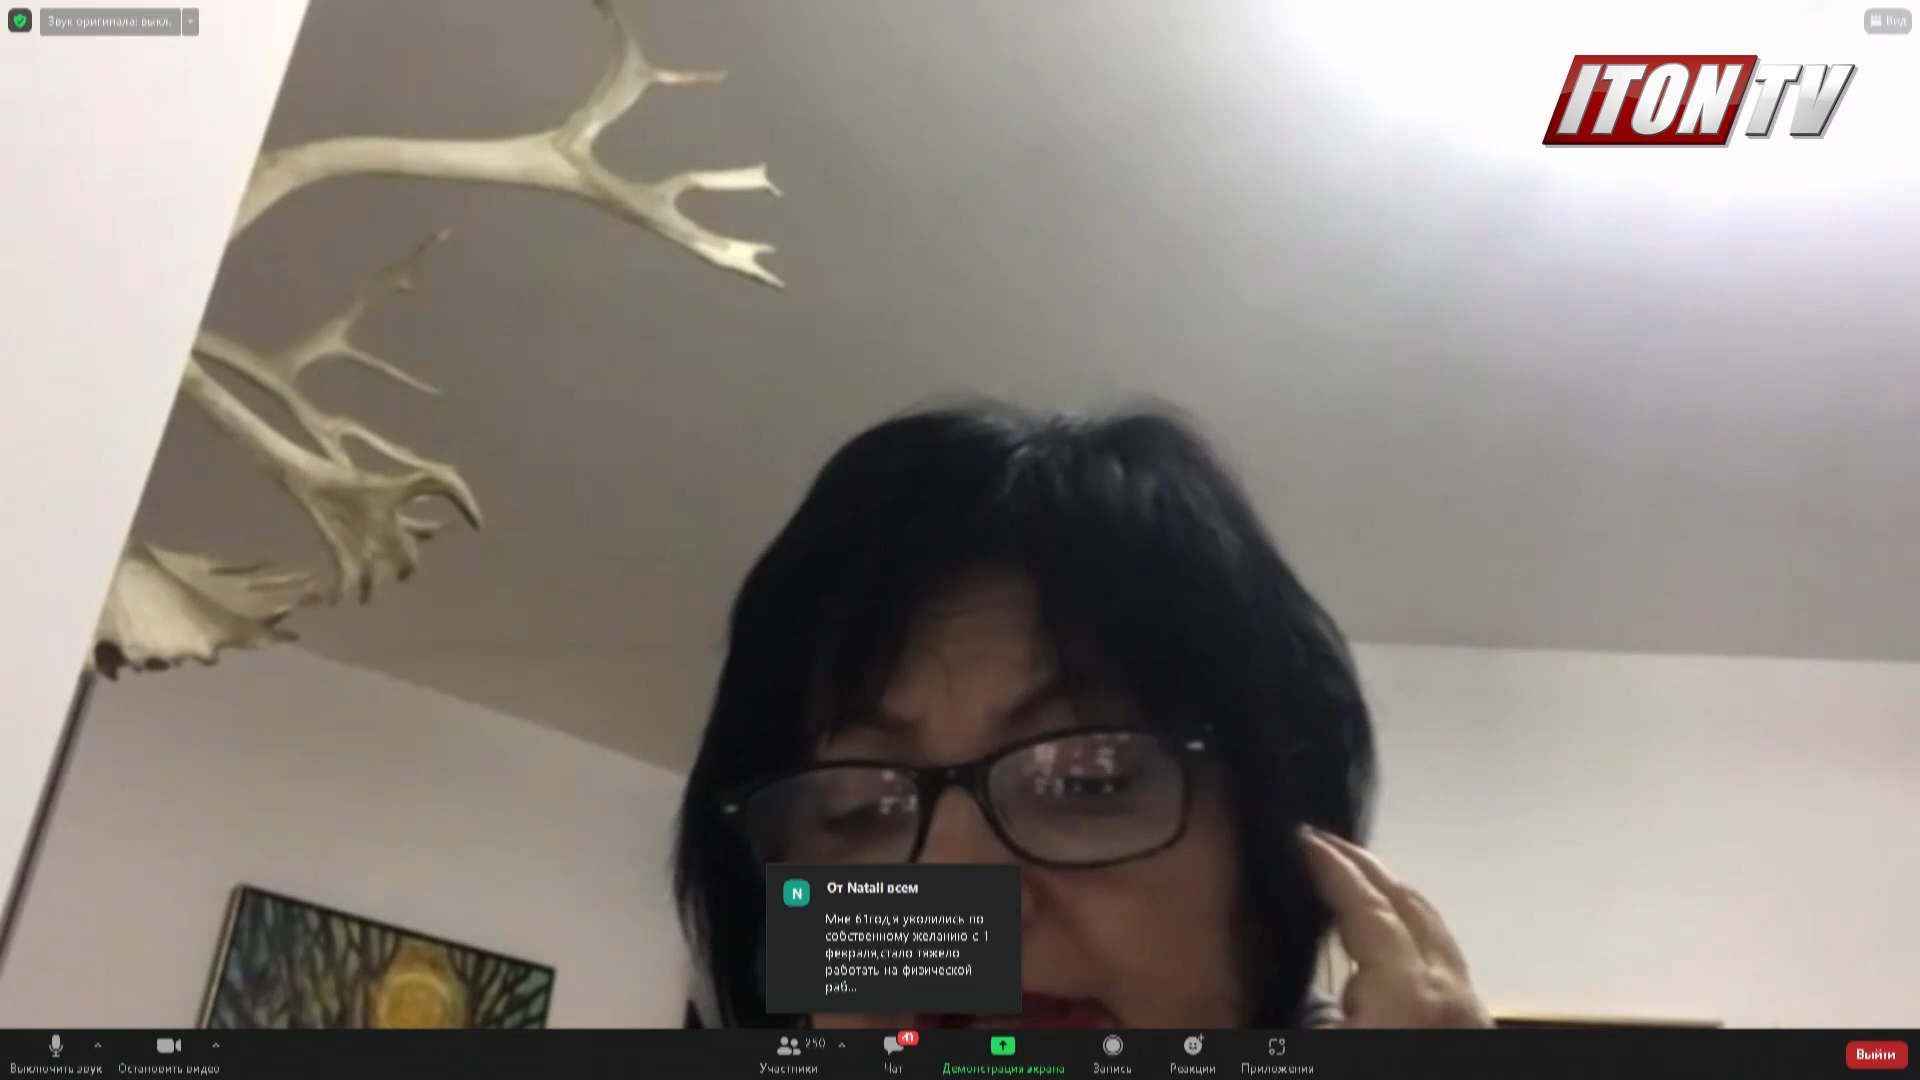 Звук оригинала: выкл.
Вид
ITON TV
От Natali всем
Мне 61год,я уволились по
собственному желанию с 1
февраля,стало тяжело
работать на физической
раб...
Выключить звук
Остановить видео
250
Участники
Чат
Демонстрация экрана
Запись
Реакции
Приложения
Выйти